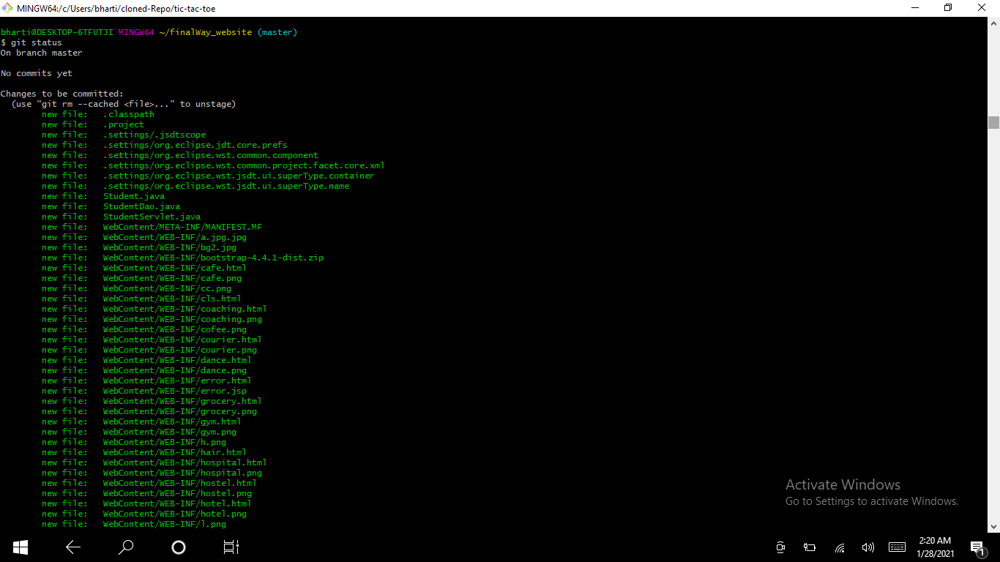 MINGW64:/c/Users/bharti/cloned-Repo/tic-tac-toe
bharti@DESKTOP-6TFUTJI MINGW64 ~/finalWay_website (master)
$ git status
On branch master
No commits yet
Changes to be committed:
(use "git rm --cached <file>..." to unstage)
new file: .classpath
new file: .project
new file: .settings/.jsdtscope
new file: .settings/org.eclipse.jdt.core.prefs
new file: .settings/org.eclipse.wst.common.component
new file: .settings/org.eclipse.wst.common.project.facet.core.xml
new file: .settings/org.eclipse.wst.jsdt.ui.superType.container
new file: .settings/org.eclipse.wst.jsdt.ui.superType.name
new file: Student.java
new file: StudentDao.java
new file: StudentServlet.java
new file: WebContent/META-INF/MANIFEST.MF
new file: WebContent/WEB-INF/a.jpg.jpg
new file: WebContent/WEB-INF/bg2.jpg
new file: WebContent/WEB-INF/bootstrap-4.4.1-dist.zip
new file: WebContent/WEB-INF/cafe.html
new file: WebContent/WEB-INF/cafe.png
new file: WebContent/WEB-INF/cc.png
new file: WebContent/WEB-INF/cls.html
new file: WebContent/WEB-INF/coaching.html
new file: WebContent/WEB-INF/coaching.png
new file: WebContent/WEB-INF/cofee.png
new file: WebContent/WEB-INF/courier.html
new file: WebContent/WEB-INF/courier.png
new file: WebContent/WEB-INF/dance.html
new file: WebContent/WEB-INF/dance.png
new file: WebContent/WEB-INF/error.html
new file: WebContent/WEB-INF/error.jsp
new file: WebContent/WEB-INF/grocery.html
new file: WebContent/WEB-INF/grocery.png
new file: WebContent/WEB-INF/gym.html
new file: WebContent/WEB-INF/gym.png
new file: WebContent/WEB-INF/h.png
new file: WebContent/WEB-INF/hair.html
new file: WebContent/WEB-INF/hospital.html
new file: WebContent/WEB-INF/hospital.png
new file: WebContent/WEB-INF/hostel.html
new file: WebContent/WEB-INF/hostel.png
new file: WebContent/WEB-INF/hotel.html
new file: WebContent/WEB-INF/hotel.png
new file: WebContent/WEB-INF/l.png
Activate Windows
Go to Settings to activate Windows.
2:20 AM
1/28/2021
1